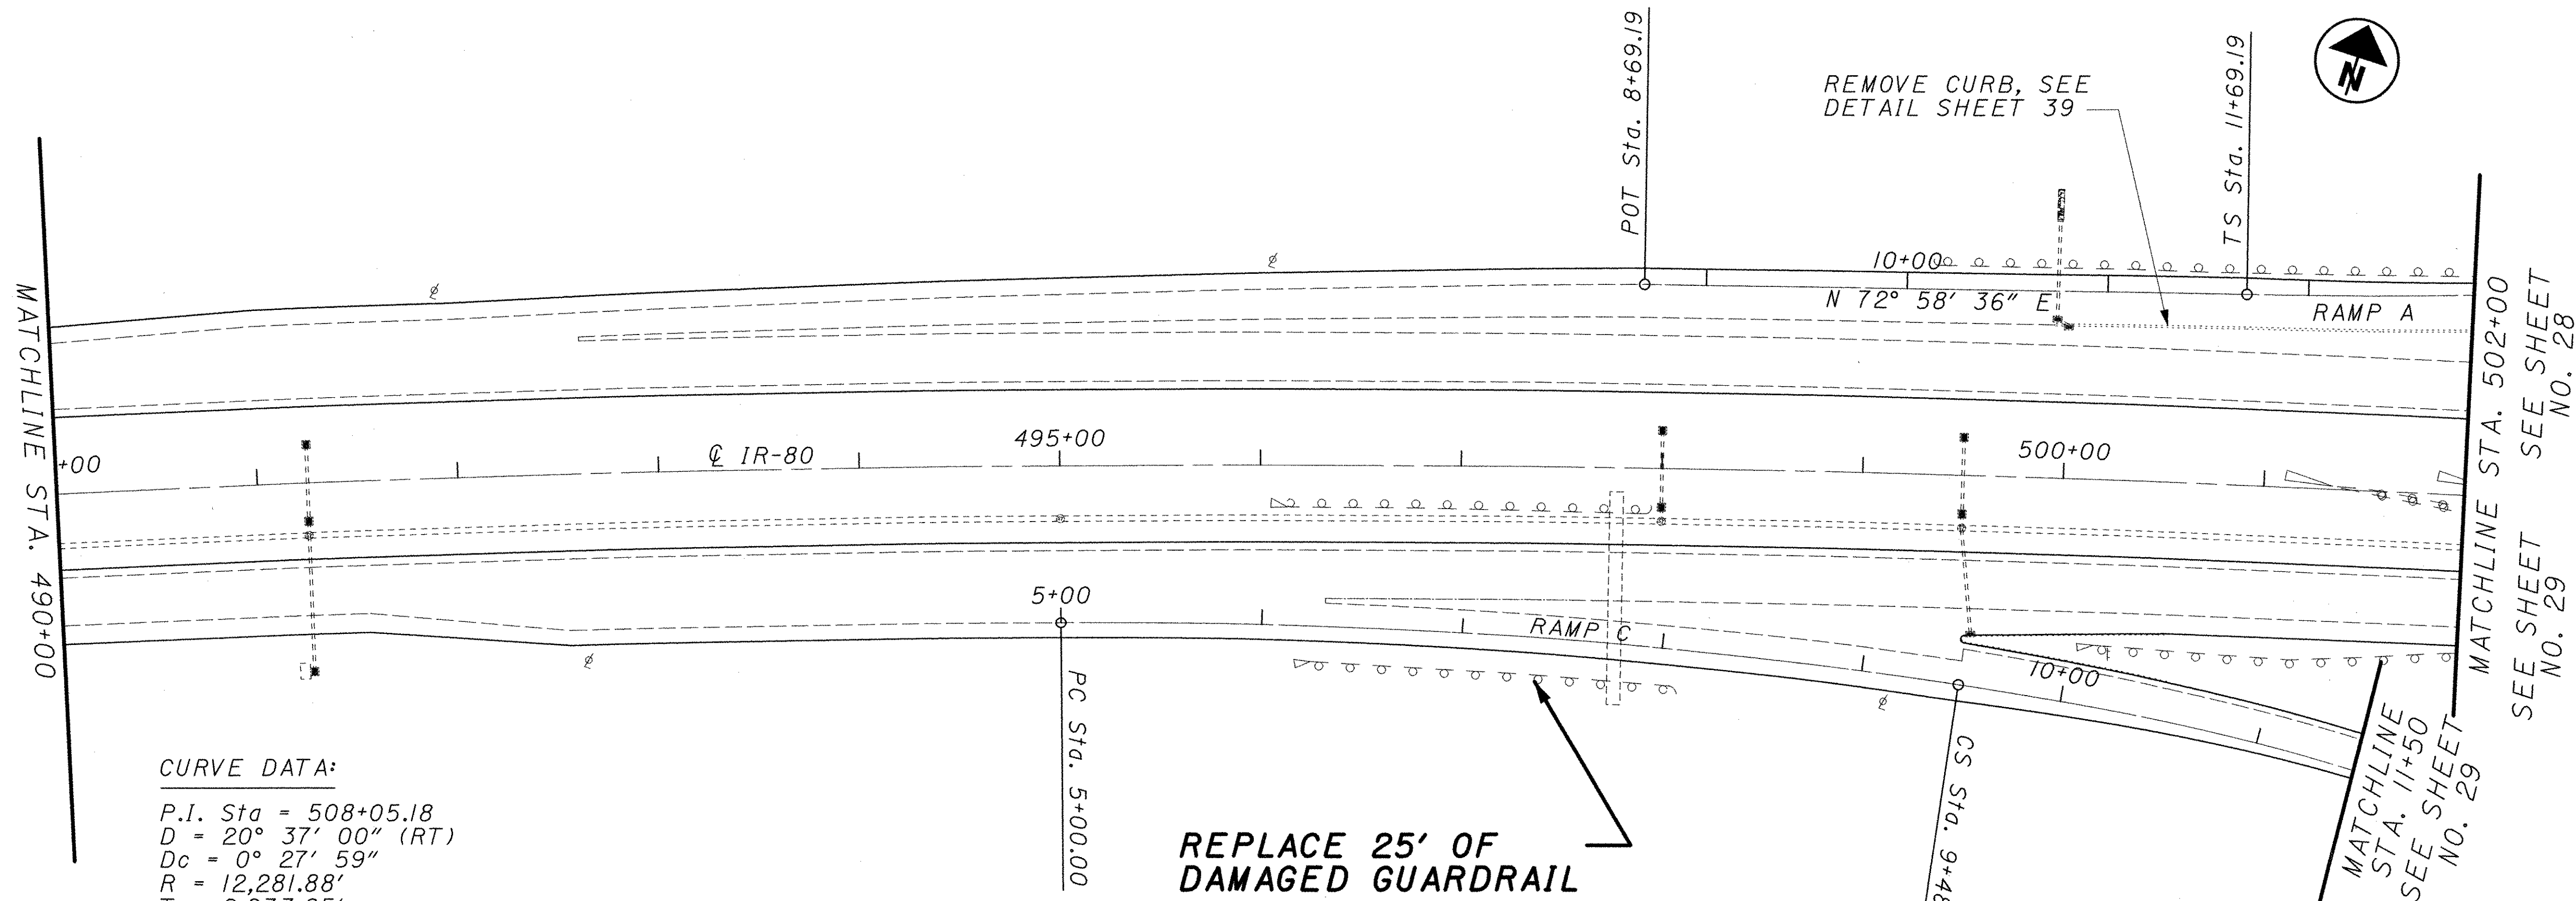 POT Sta. 8+69.19
REMOVE CURB, SEE
DETAIL SHEET 39
TS Sta. 11+69.19
N
MATCHLINE STA. 490+00
10+00
N 72° 58' 36" E
RAMP A
MATCHLINE STA. 502+00
SEE SHEET
NO. 28
SEE SHEET
NO. 29
+00
℄ IR-80
495+00
500+00
5+00
RAMP C
10+00
PC Sta. 5+00.00
CS Sta. 9+48
MATCHLINE
STA. 11+50
SEE SHEET
NO. 29
CURVE DATA:
P.I. Sta = 508+05.18
D = 20° 37' 00" (RT)
Dc = 0° 27' 59"
R = 12,281.88'
REPLACE 25' OF
DAMAGED GUARDRAIL